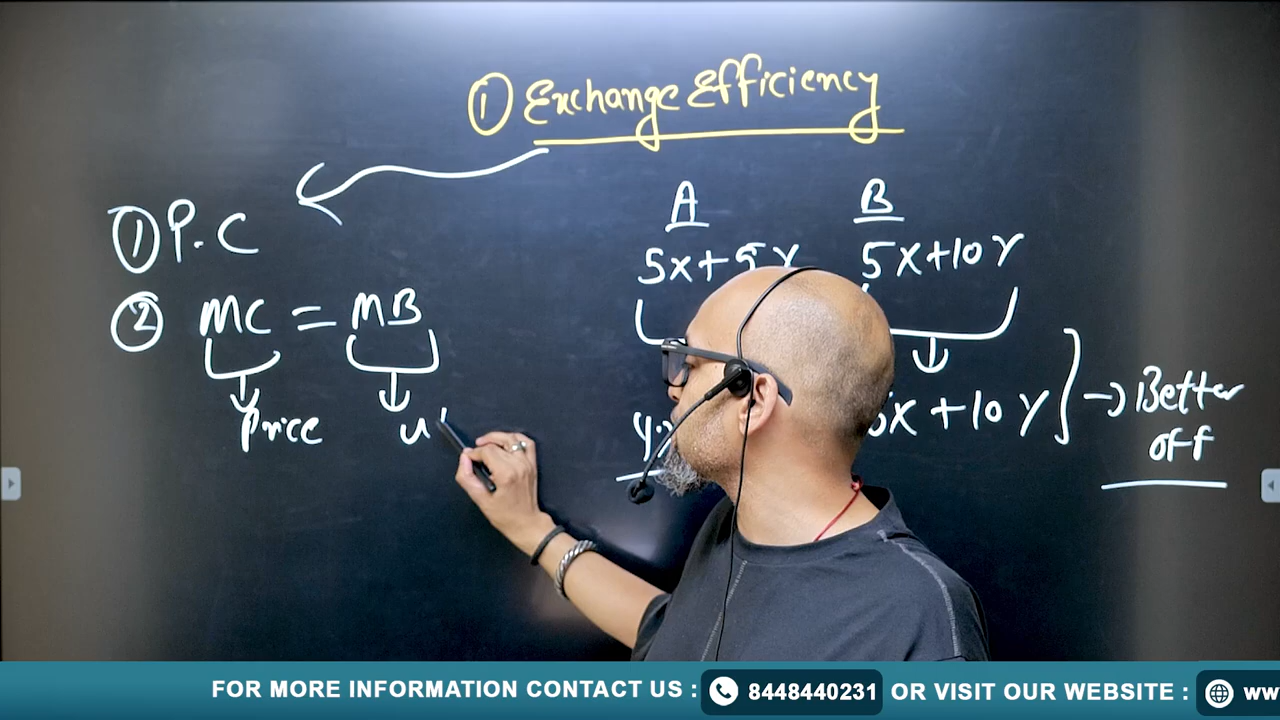 ① Exchange Efficiency
① P.C
② MC = MB
Price
A B
5X+5Y 5X+10Y
X + 10 Y
Better
off
FOR MORE INFORMATION CONTACT US : 8448440231 OR VISIT OUR WEBSITE : ww